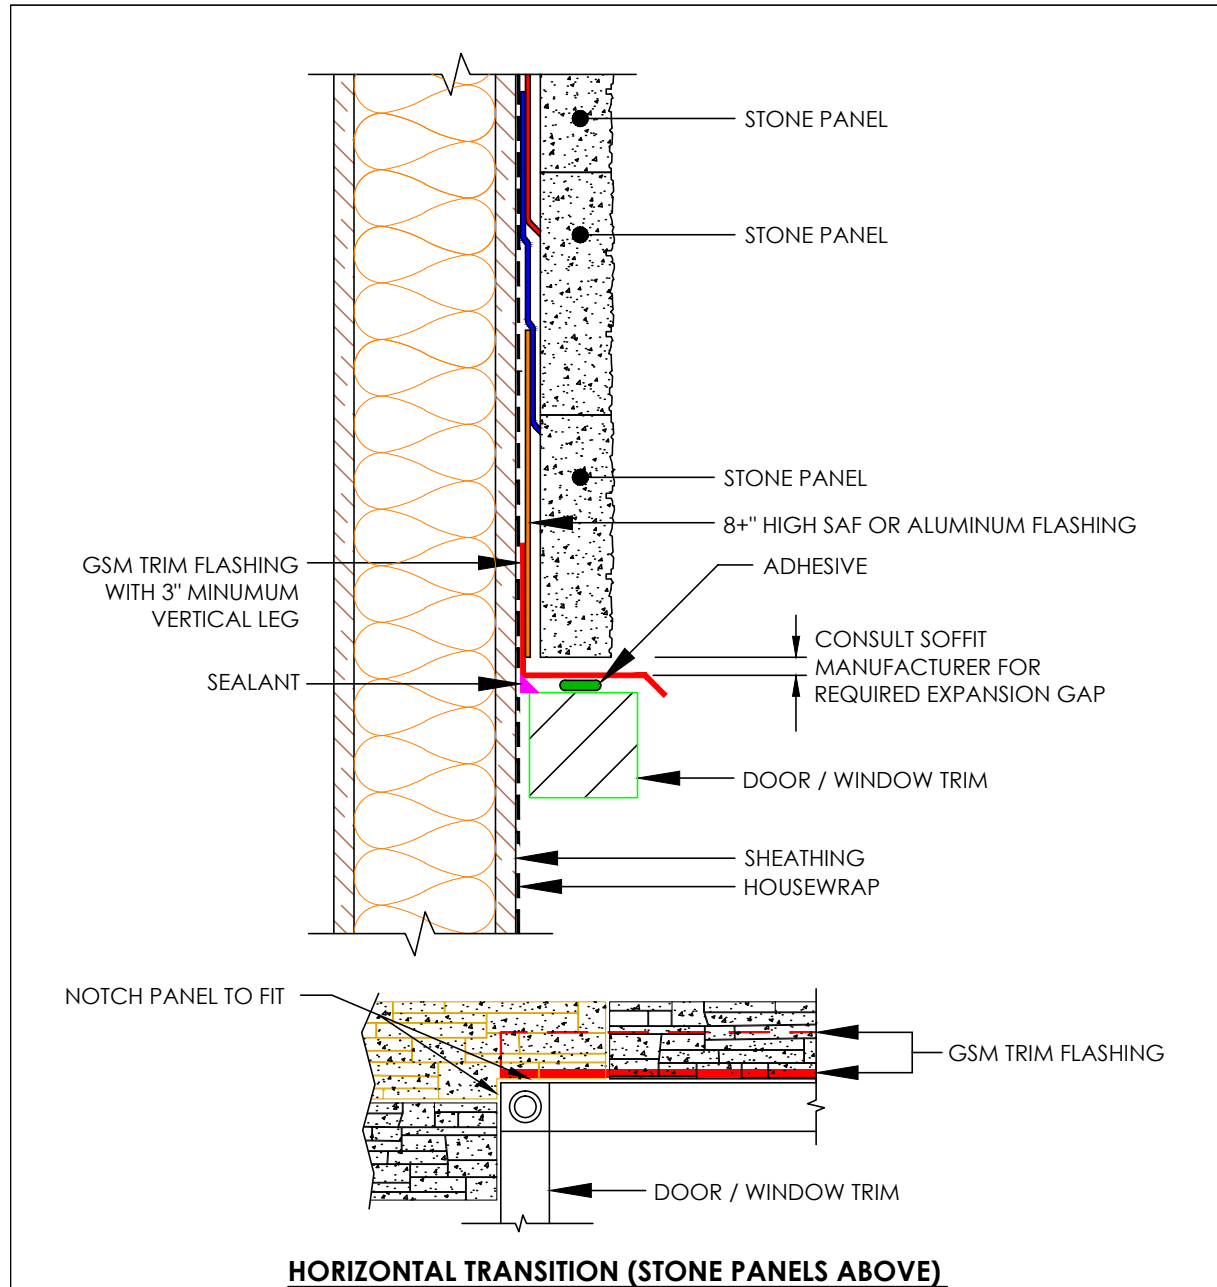 STONE PANEL
STONE PANEL
STONE PANEL
8+" HIGH SAF OR ALUMINUM FLASHING
GSM TRIM FLASHING
WITH 3" MINUMUM
VERTICAL LEG
ADHESIVE
CONSULT SOFFIT
MANUFACTURER FOR
REQUIRED EXPANSION GAP
SEALANT
DOOR / WINDOW TRIM
SHEATHING
HOUSEWRAP
NOTCH PANEL TO FIT
GSM TRIM FLASHING
DOOR / WINDOW TRIM
HORIZONTAL TRANSITION (STONE PANELS ABOVE)